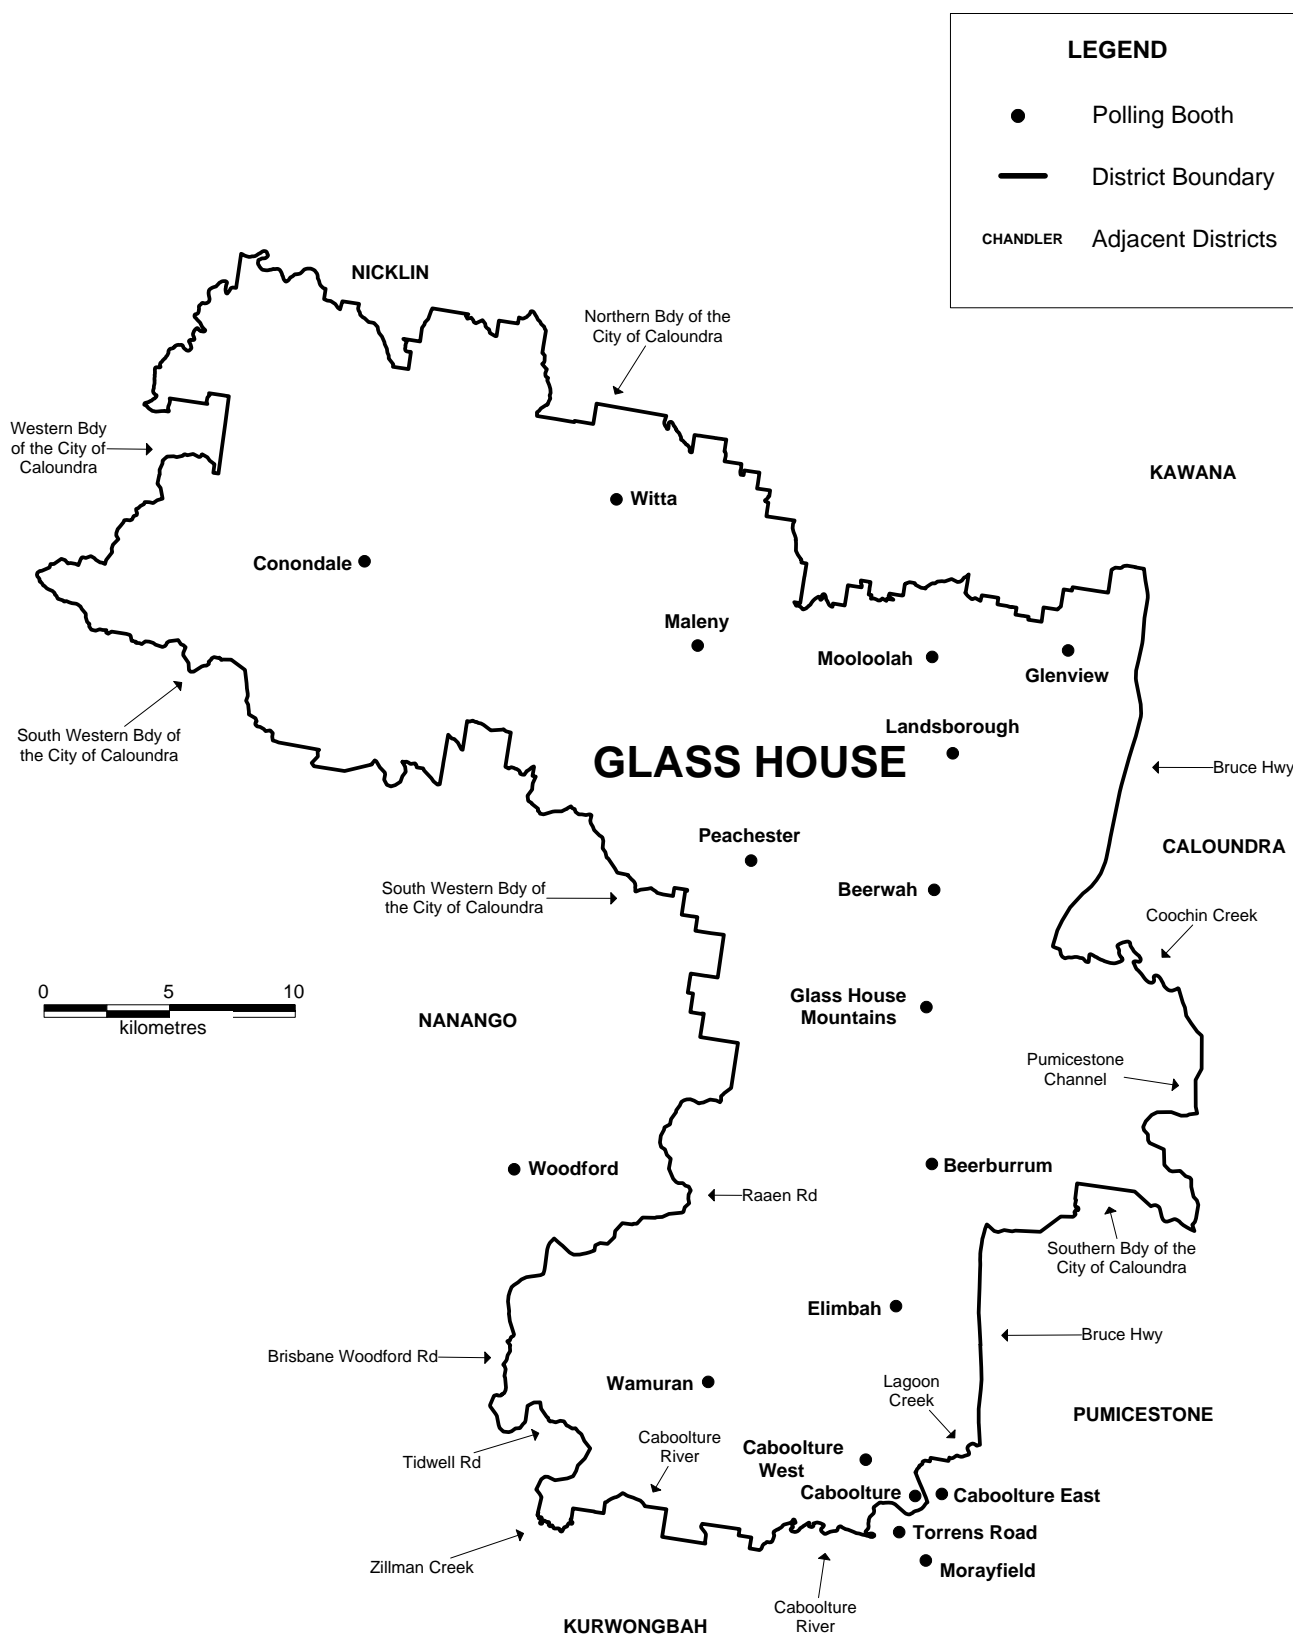 LEGEND
Polling Booth
District Boundary
CHANDLER Adjacent Districts
NICKLIN
Northern Bdy of the
City of Caloundra
Western Bdy
of the City of
Caloundra
KAWANA
Witta
Conondale
Maleny
Mooloolah
Glenview
South Western Bdy of
the City of Caloundra
Landsborough
GLASS HOUSE
Bruce Hwy
Peachester
CALOUNDRA
Beerwah
South Western Bdy of
the City of Caloundra
Coochin Creek
0 5 10
kilometres
NANANGO
Glass House
Mountains
Pumicestone
Channel
Woodford
Beerburrum
Raaen Rd
Southern Bdy of the
City of Caloundra
Elimbah
Bruce Hwy
Brisbane Woodford Rd
Wamuran
Lagoon
Creek
PUMICESTONE
Tidwell Rd
Caboolture
River
Caboolture
West
Caboolture
Caboolture East
Torrens Road
Zillman Creek
Morayfield
Caboolture
River
KURWONGBAH